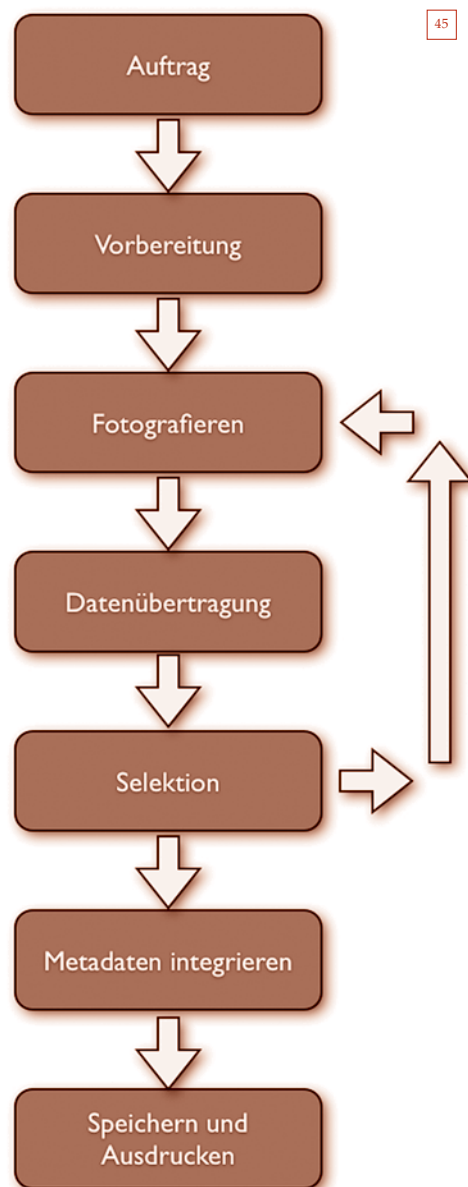 45
Auftrag
Vorbereitung
Fotografieren
Datenübertragung
Selektion
Metadaten integrieren
Speichern und
Ausdrucken